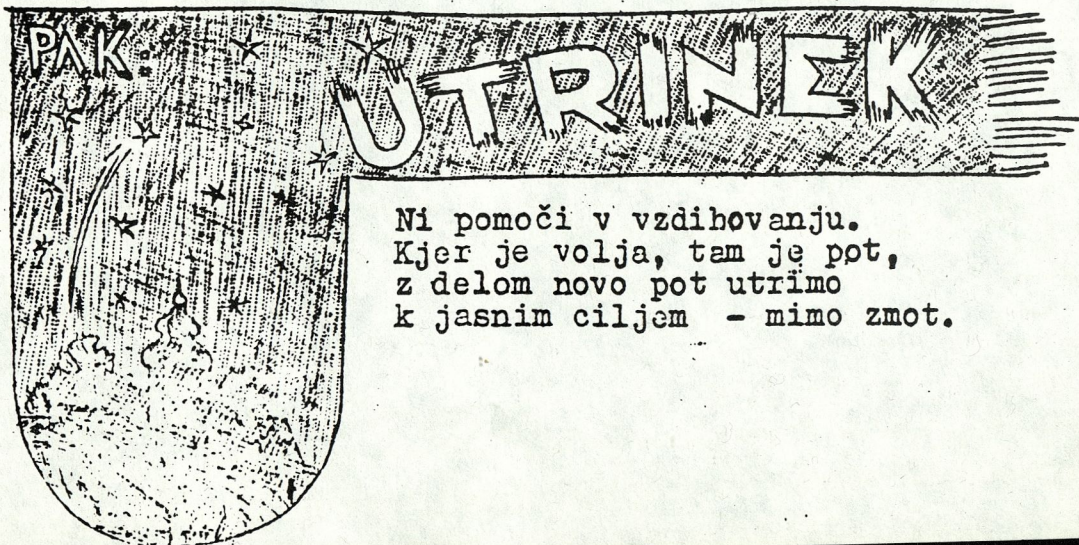 PAK..:
UTRINEK
Ni pomoči v vzdihovanju.
Kjer je volja, tam je pot,
z delom novo pot utrimo
k jasnim ciljem - mimo zmot.